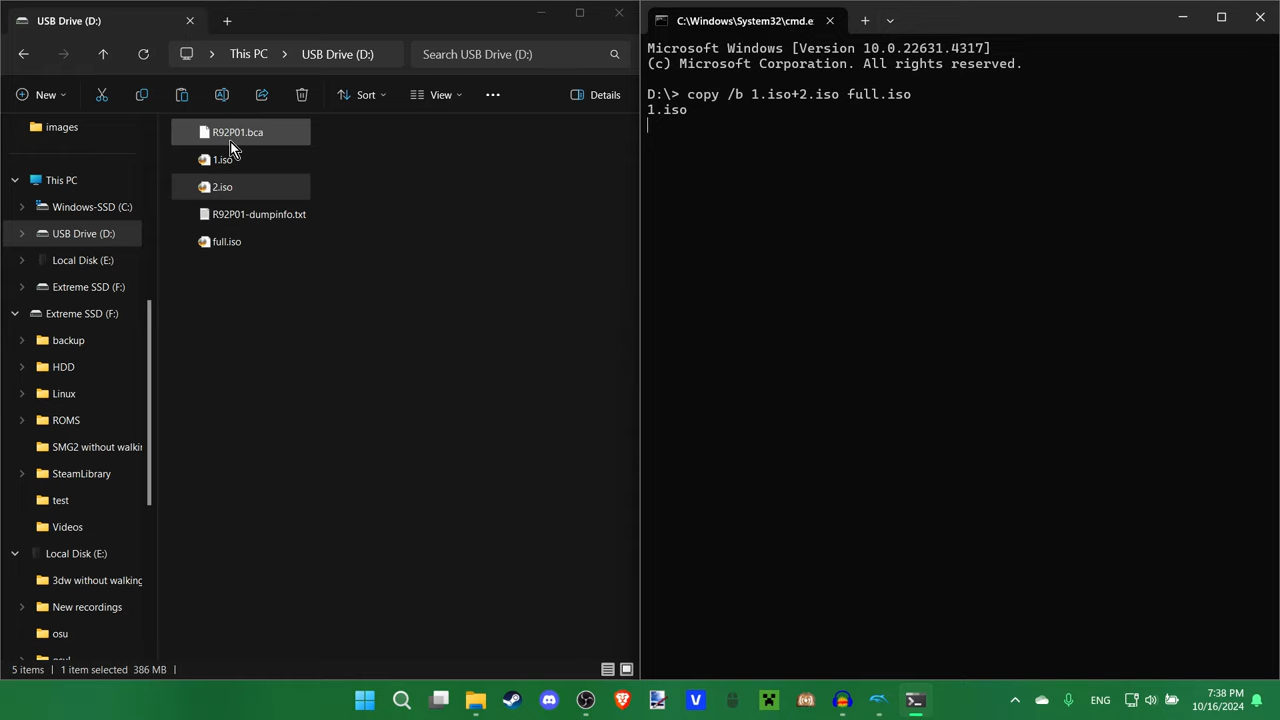 USB Drive (D:)
This PC
USB Drive (D:)
Search USB Drive (D:)
New
Sort
View
Details
images
This PC
Windows-SSD (C:)
USB Drive (D:)
Local Disk (E:)
Extreme SSD (F:)
Extreme SSD (F:)
backup
HDD
Linux
ROMS
SMG2 without walkin
SteamLibrary
test
Videos
Local Disk (E:)
3dw without walking
New recordings
osu
R92P01.bca
1.iso
2.iso
R92P01-dumpinfo.txt
full.iso
5 items
1 item selected 386 MB
C:\Windows\System32\cmd.e
Microsoft Windows [Version 10.0.22631.4317]
(c) Microsoft Corporation. All rights reserved.
D:\> copy /b 1.iso+2.iso full.iso
1.iso
ENG
7:38 PM
10/16/2024